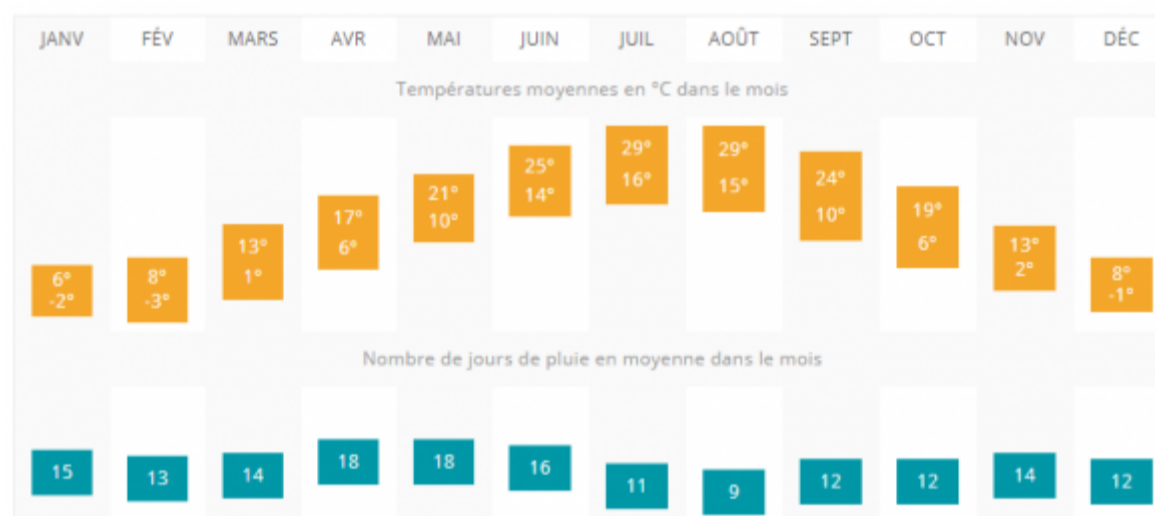 JANV FÉV MARS AVR MAI JUIN JUIL AOÛT SEPT OCT NOV DÉC
Températures moyennes en °C dans le mois
6° 8° 13° 17° 21° 25° 29° 29° 24° 19° 13° 8°
-2° -3° 1° 6° 10° 14° 16° 15° 10° 6° 2° -1°
Nombre de jours de pluie en moyenne dans le mois
15 13 14 18 18 16 11 9 12 12 14 12